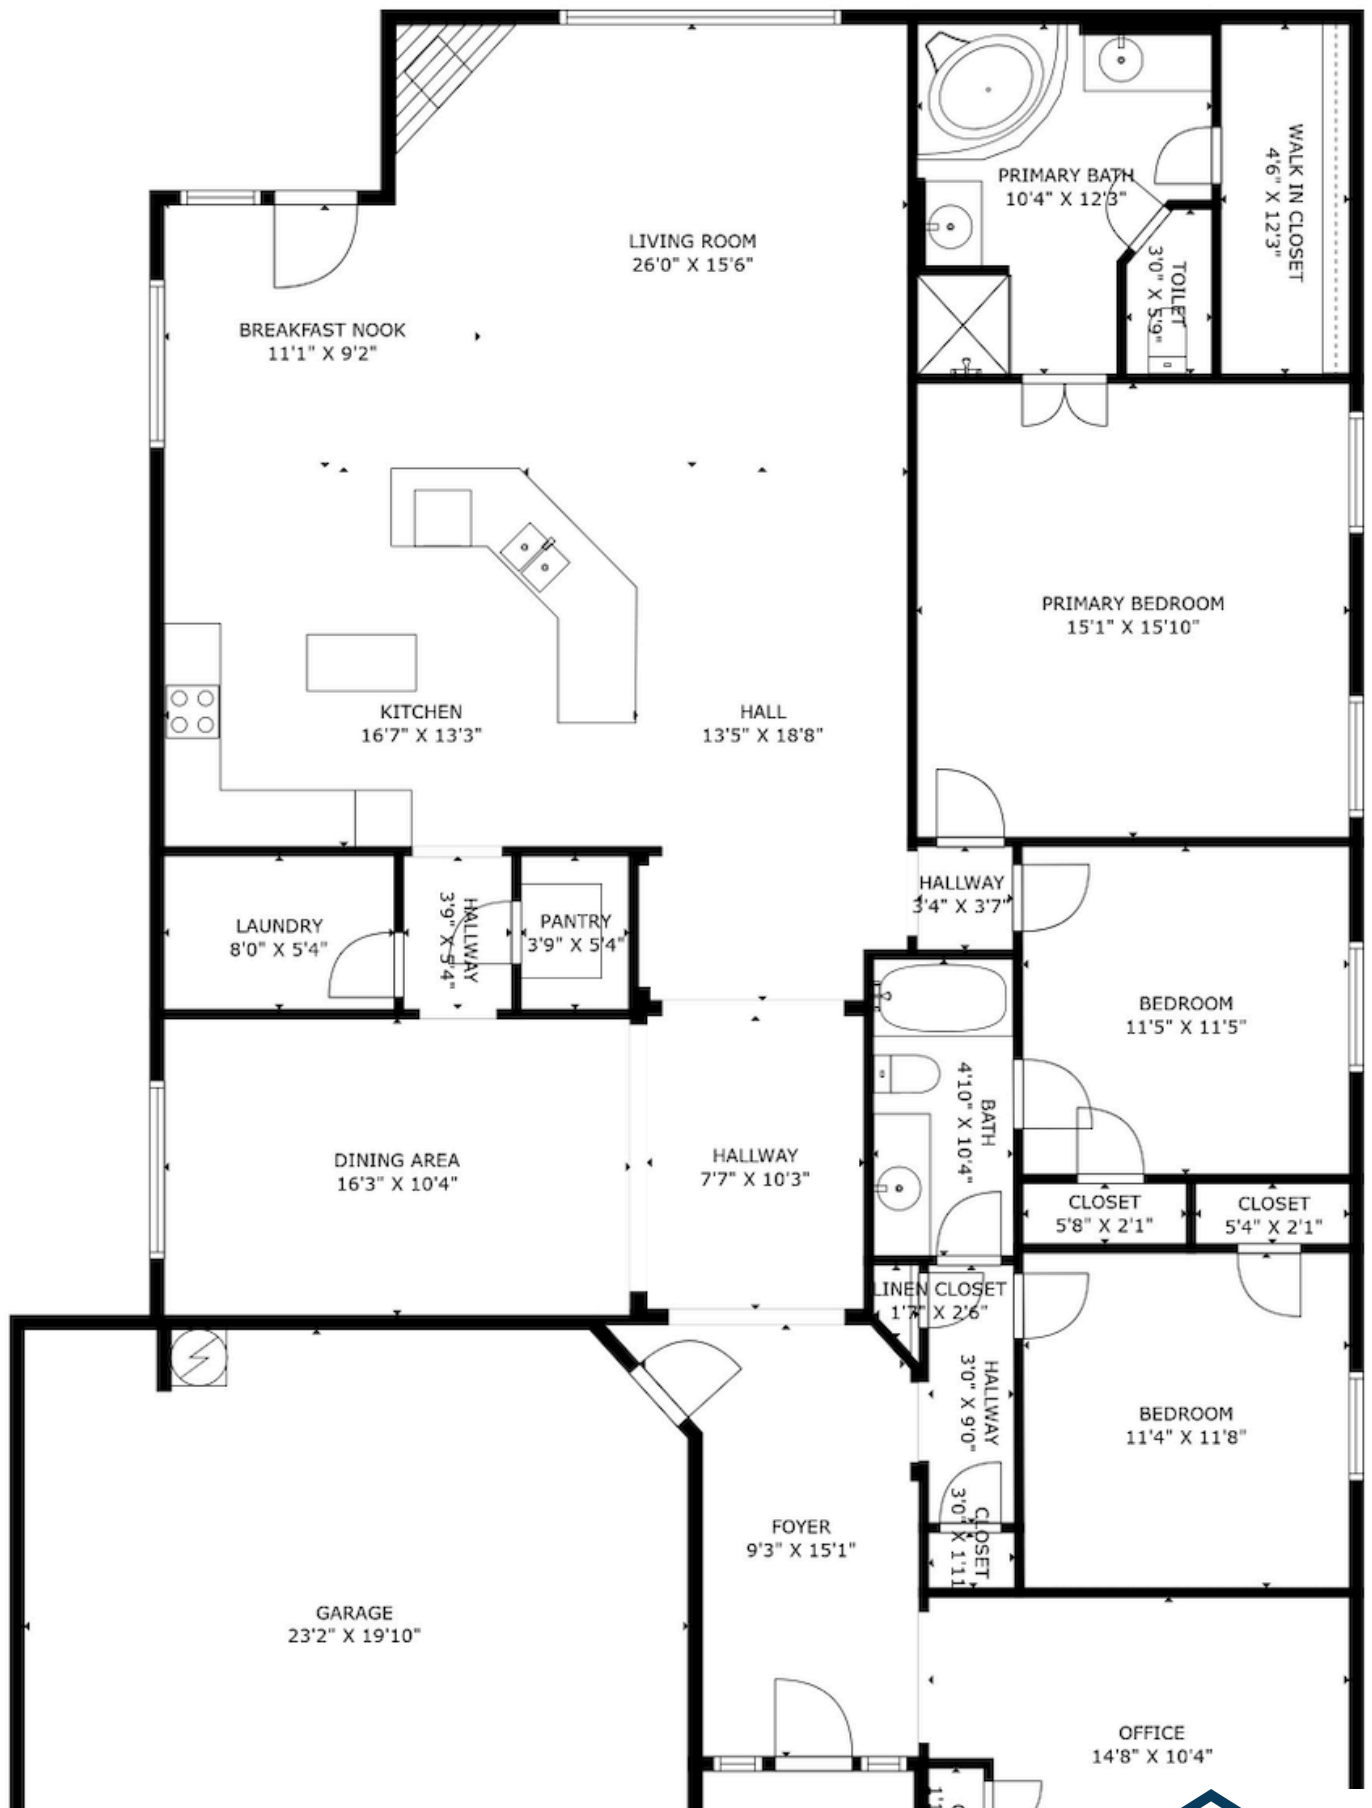 PRIMARY BATH
10'4" X 12'3"
WALK IN CLOSET
4'6" X 12'3"
LIVING ROOM
26'0" X 15'6"
TOILET
3'0" X 5'9"
BREAKFAST NOOK
11'1" X 9'2"
PRIMARY BEDROOM
15'1" X 15'10"
KITCHEN
16'7" X 13'3"
HALL
13'5" X 18'8"
LAUNDRY
8'0" X 5'4"
HALLWAY
3'9" X 5'4"
PANTRY
3'9" X 5'4"
HALLWAY
3'4" X 3'7"
BEDROOM
11'5" X 11'5"
BATH
4'10" X 10'4"
DINING AREA
16'3" X 10'4"
HALLWAY
7'7" X 10'3"
CLOSET
5'8" X 2'1"
CLOSET
5'4" X 2'1"
LINEN CLOSET
1'7" X 2'6"
HALLWAY
3'0" X 9'0"
BEDROOM
11'4" X 11'8"
CLOSET
3'0" X 1'11
FOYER
9'3" X 15'1"
GARAGE
23'2" X 19'10"
OFFICE
14'8" X 10'4"